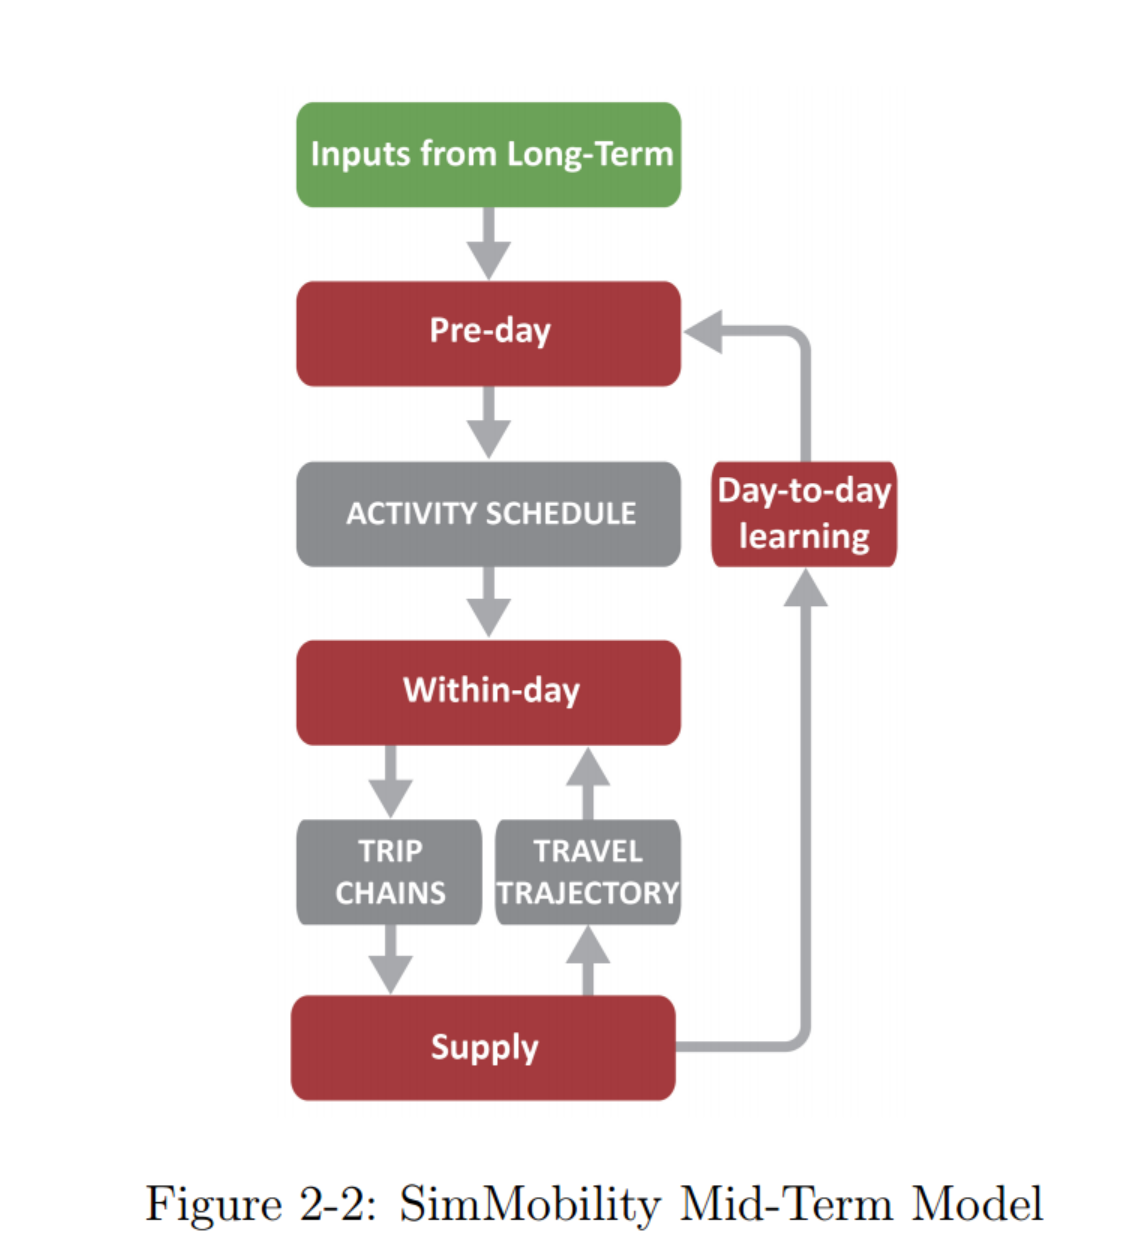 Inputs from Long-Term
Pre-day
ACTIVITY SCHEDULE
Day-to-day
learning
Within-day
TRIP
CHAINS
TRAVEL
TRAJECTORY
Supply
Figure 2-2: SimMobility Mid-Term Model